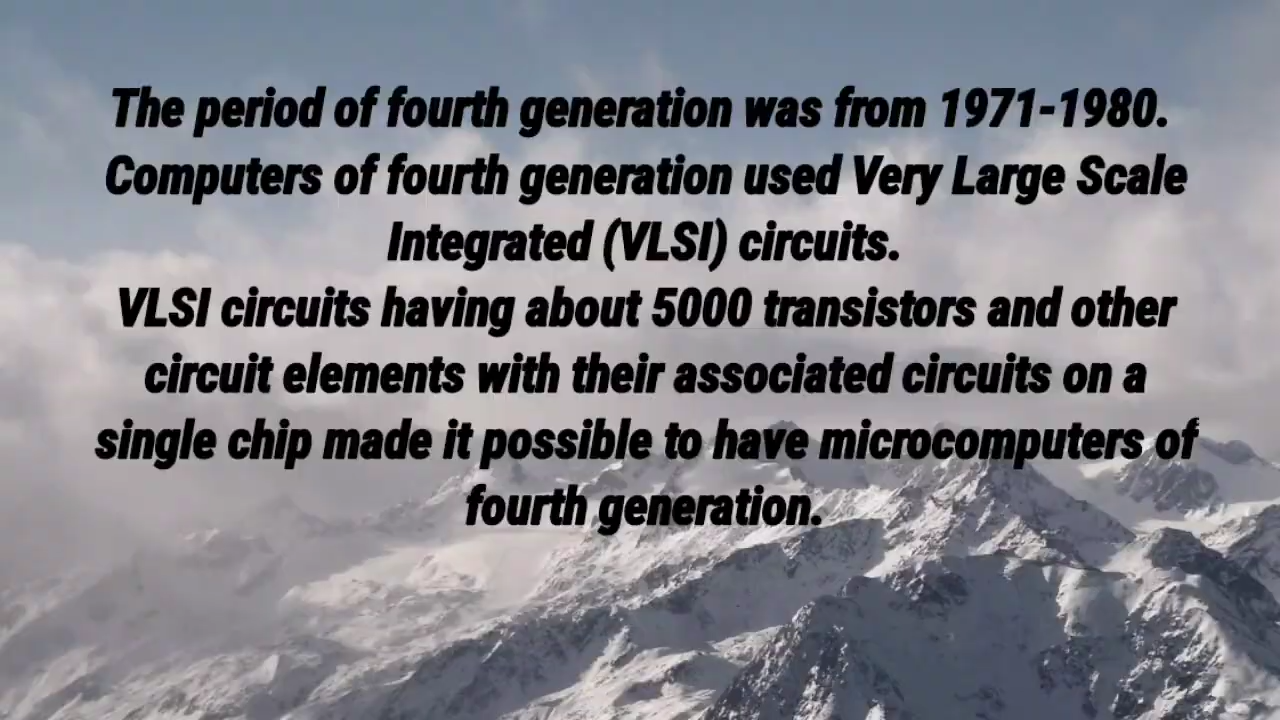 The period of fourth generation was from 1971-1980.
Computers of fourth generation used Very Large Scale
Integrated (VLSI) circuits.
VLSI circuits having about 5000 transistors and other
circuit elements with their associated circuits on a
single chip made it possible to have microcomputers of
fourth generation.